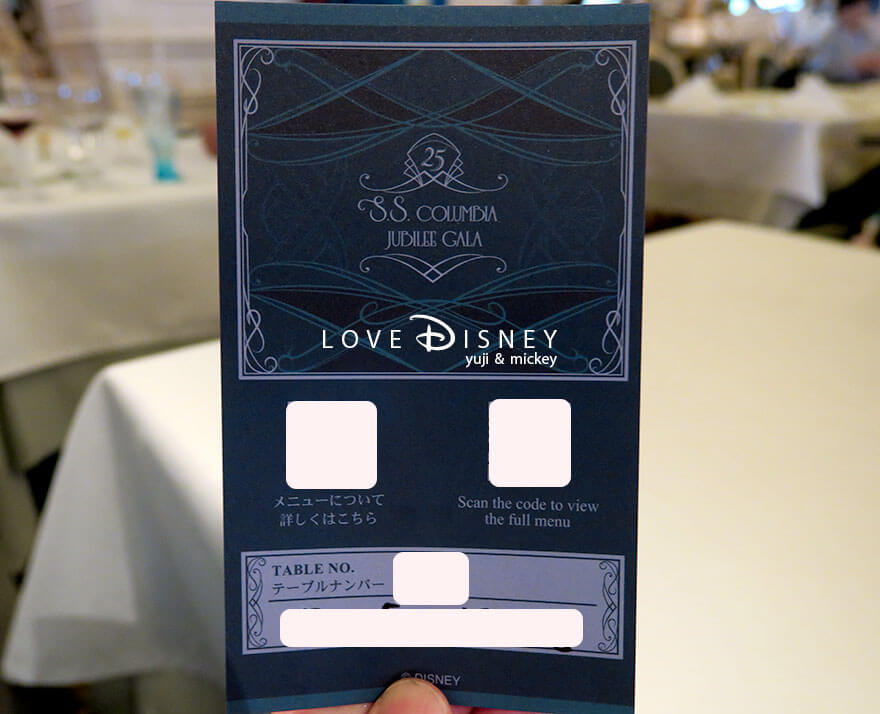 25
S.S. COLUMBIA
JUBILEE GALA
LOVE DISNEY
yuji & mickey
メニューについて
詳しくはこちら
Scan the code to view
the full menu
TABLE NO.
テーブルナンバー
© DISNEY